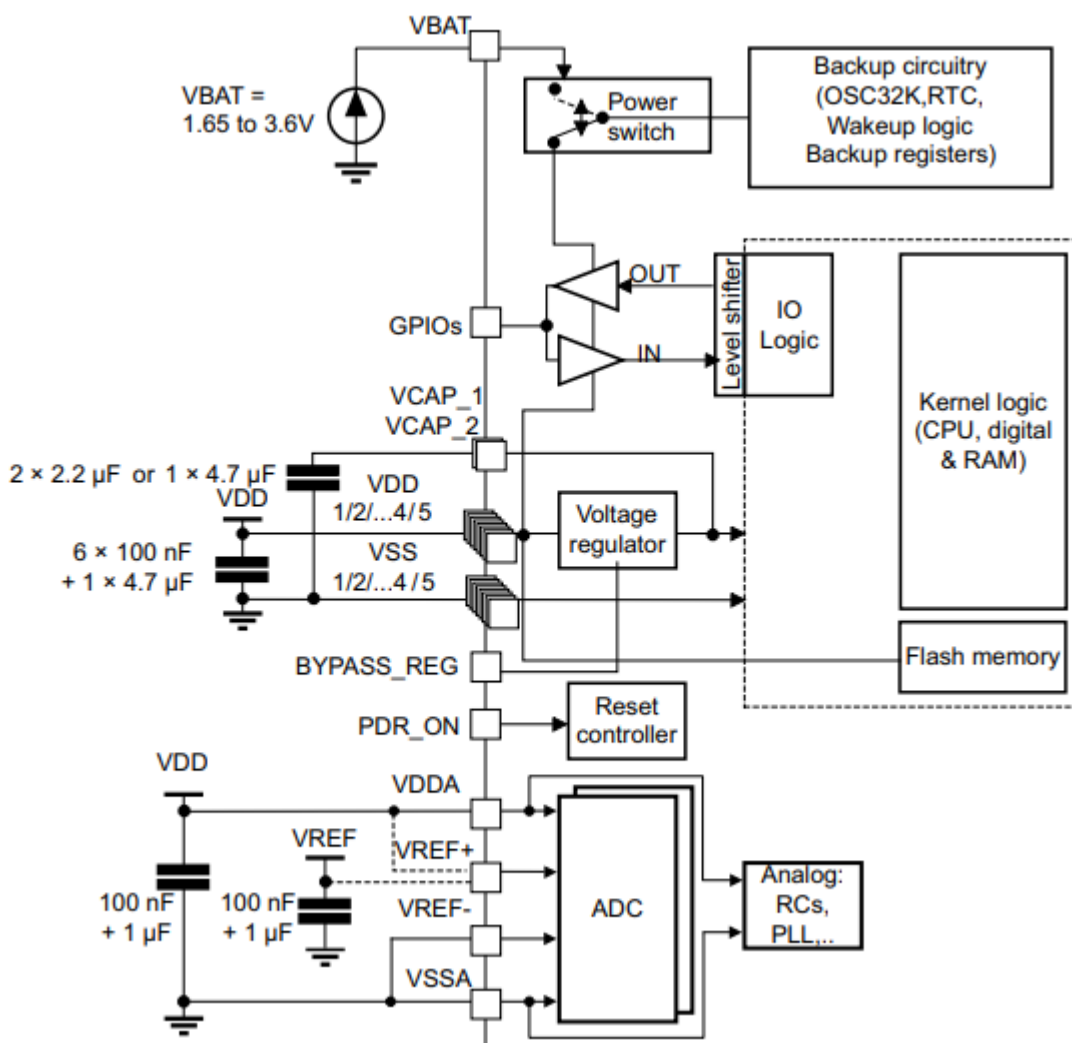 VBAT
VBAT =
1.65 to 3.6V
Power
switch
Backup circuitry
(OSC32K,RTC,
Wakeup logic
Backup registers)
OUT
GPIOs
IN
Level shifter
IO
Logic
Kernel logic
(CPU, digital
& RAM)
VCAP_1
VCAP_2
2 × 2.2 µF or 1 × 4.7 µF
VDD
VDD
1/2/...4/5
Voltage
regulator
6 × 100 nF
+ 1 × 4.7 µF
VSS
1/2/...4/5
Flash memory
BYPASS_REG
PDR_ON
Reset
controller
VDD
VDDA
VREF
VREF+
100 nF
+ 1 µF
100 nF
+ 1 µF
VREF-
ADC
Analog:
RCs,
PLL,..
VSSA